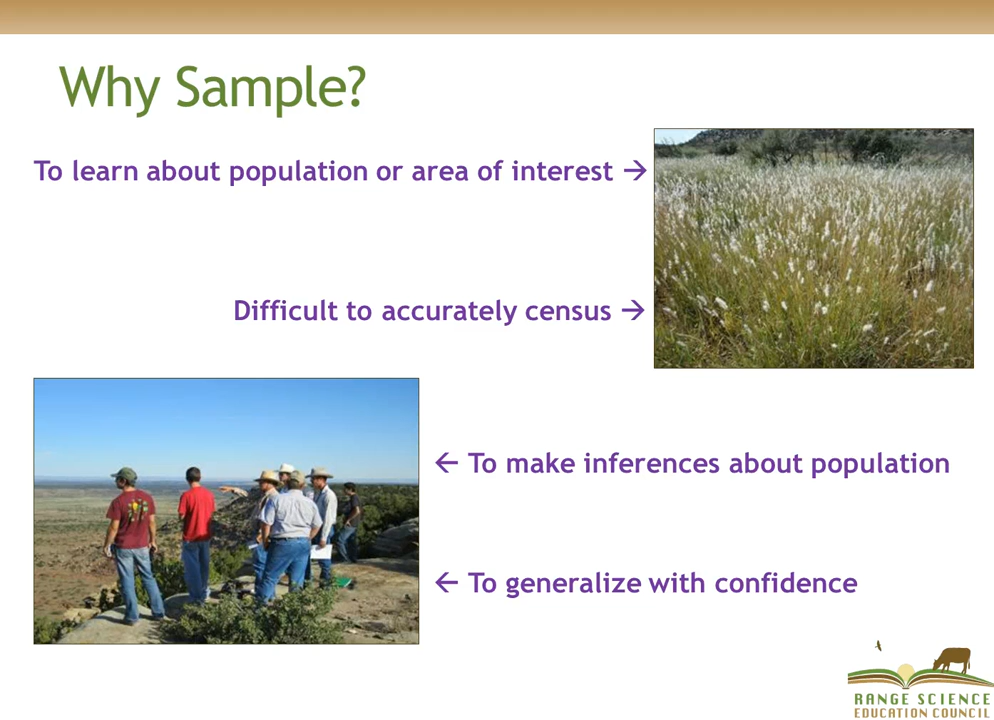 Why Sample?
To learn about population or area of interest →
Difficult to accurately census →
← To make inferences about population
← To generalize with confidence
RANGE SCIENCE
EDUCATION COUNCIL